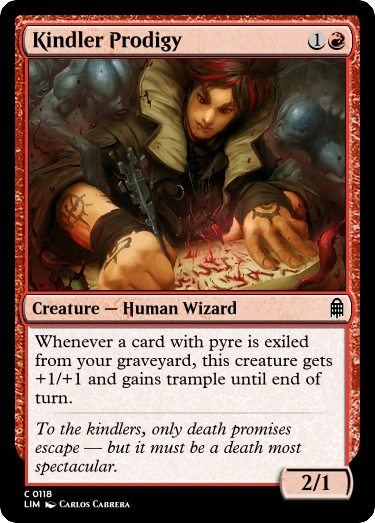 Kindler Prodigy 1
Creature — Human Wizard
Whenever a card with pyre is exiled
from your graveyard, this creature gets
+1/+1 and gains trample until end of
turn.
To the kindlers, only death promises
escape — but it must be a death most
spectacular.
2/1
C 0118
LIM Carlos Cabrera